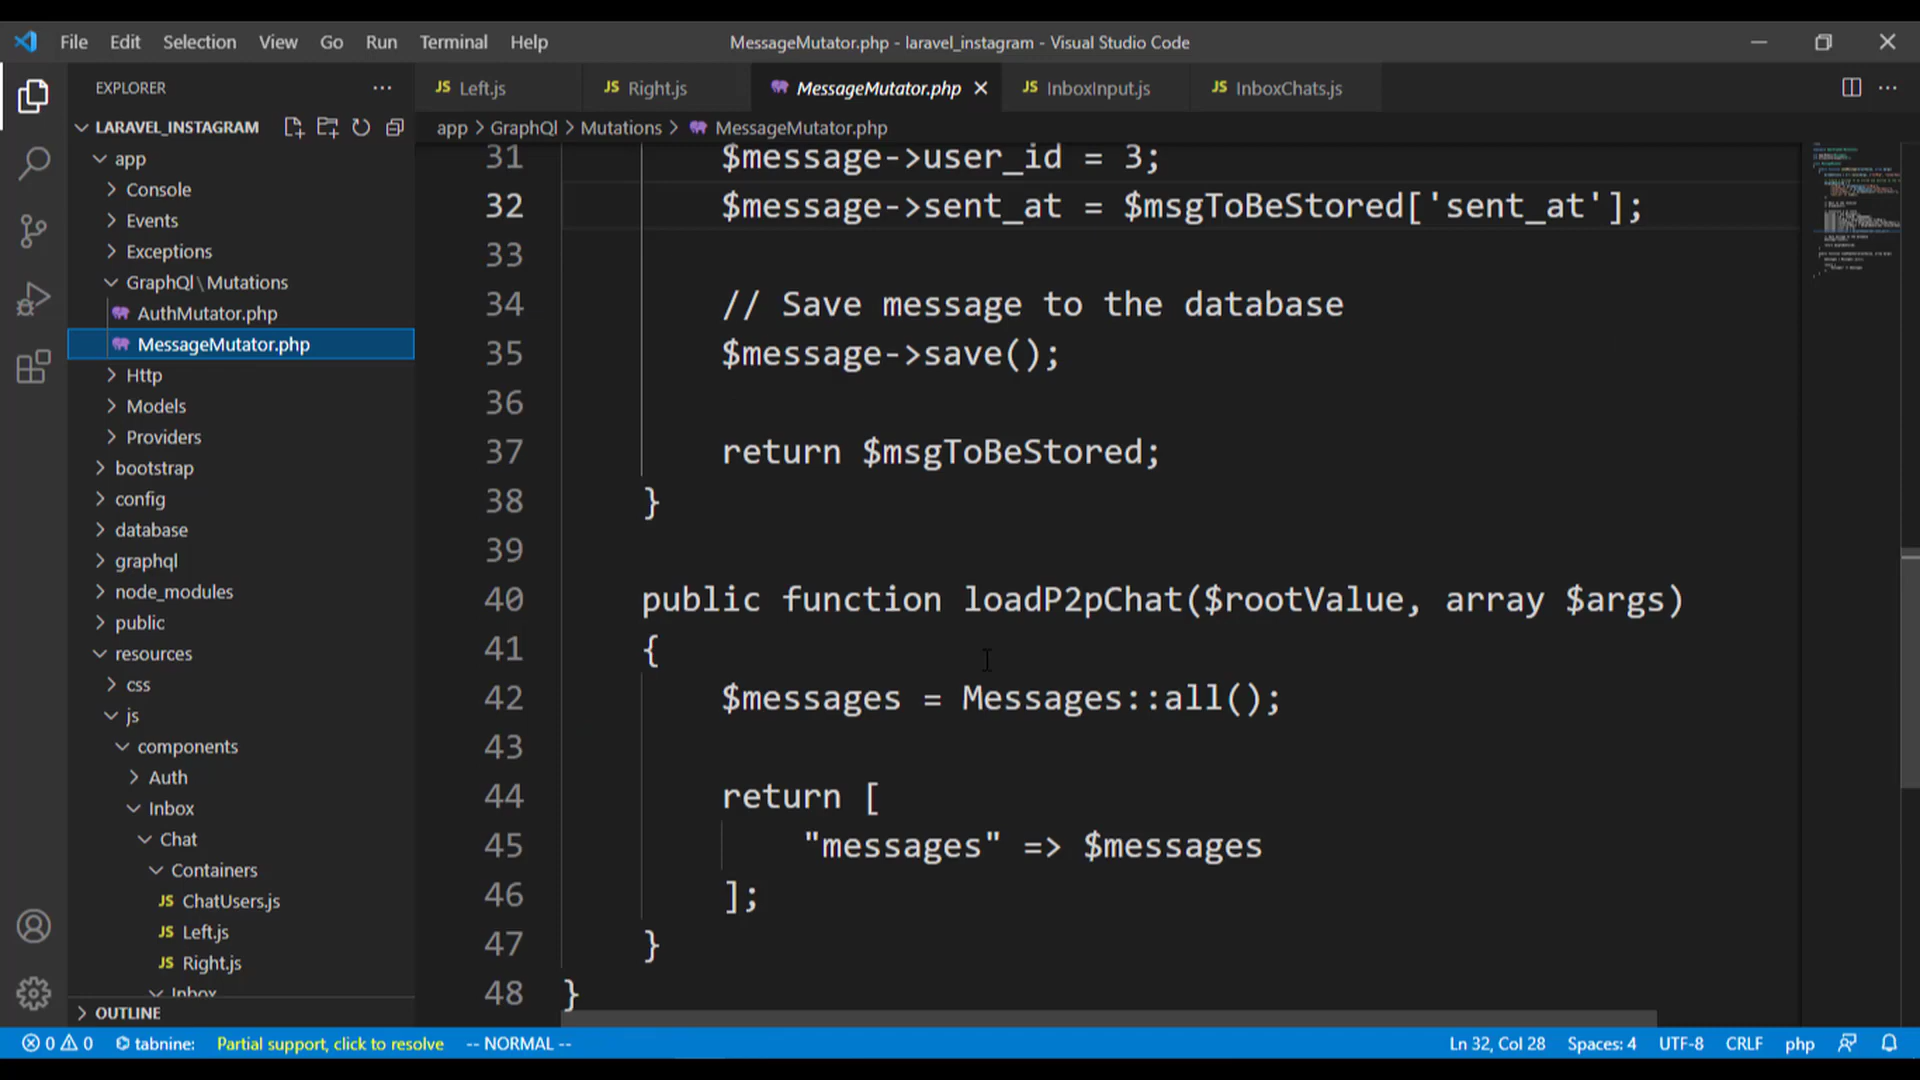 File Edit Selection View Go Run Terminal Help
MessageMutator.php - laravel_instagram - Visual Studio Code
EXPLORER
Left.js
Right.js
MessageMutator.php
InboxInput.js
InboxChats.js
LARAVEL_INSTAGRAM
app > GraphQl > Mutations > MessageMutator.php
app
Console
Events
Exceptions
GraphQl\Mutations
AuthMutator.php
MessageMutator.php
Http
Models
Providers
bootstrap
config
database
graphql
node_modules
public
resources
css
js
components
Auth
Inbox
Chat
Containers
JS ChatUsers.js
JS Left.js
JS Right.js
Inbox
OUTLINE
31 $message->user_id = 3;
32 $message->sent_at = $msgToBeStored['sent_at'];
33
34 // Save message to the database
35 $message->save();
36
37 return $msgToBeStored;
38 }
39
40 public function loadP2pChat($rootValue, array $args)
41 {
42 $messages = Messages::all();
43
44 return [
45 "messages" => $messages
46 ];
47 }
48 }
0 0 tabnine: Partial support, click to resolve -- NORMAL -- Ln 32, Col 28 Spaces: 4 UTF-8 CRLF php